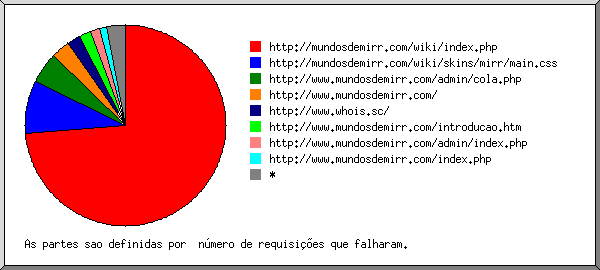 http://mundosdemirr.com/wiki/index.php
http://mundosdemirr.com/wiki/skins/mirr/main.css
http://www.mundosdemirr.com/admin/cola.php
http://www.mundosdemirr.com/
http://www.whois.sc/
http://www.mundosdemirr.com/introducao.htm
http://www.mundosdemirr.com/admin/index.php
http://www.mundosdemirr.com/index.php
*
As partes sao definidas por  número de requisições que falharam.